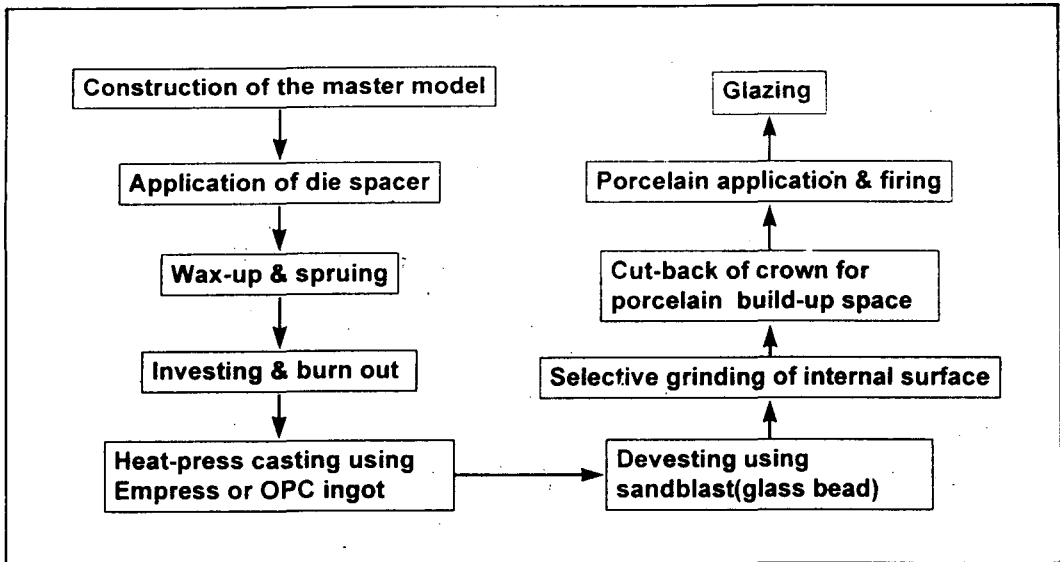 Construction of the master model
Application of die spacer
Wax-up & spruing
Investing & burn out
Heat-press casting using
Empress or OPC ingot
Devesting using
sandblast(glass bead)
Selective grinding of internal surface
Cut-back of crown for
porcelain build-up space
Porcelain application & firing
Glazing